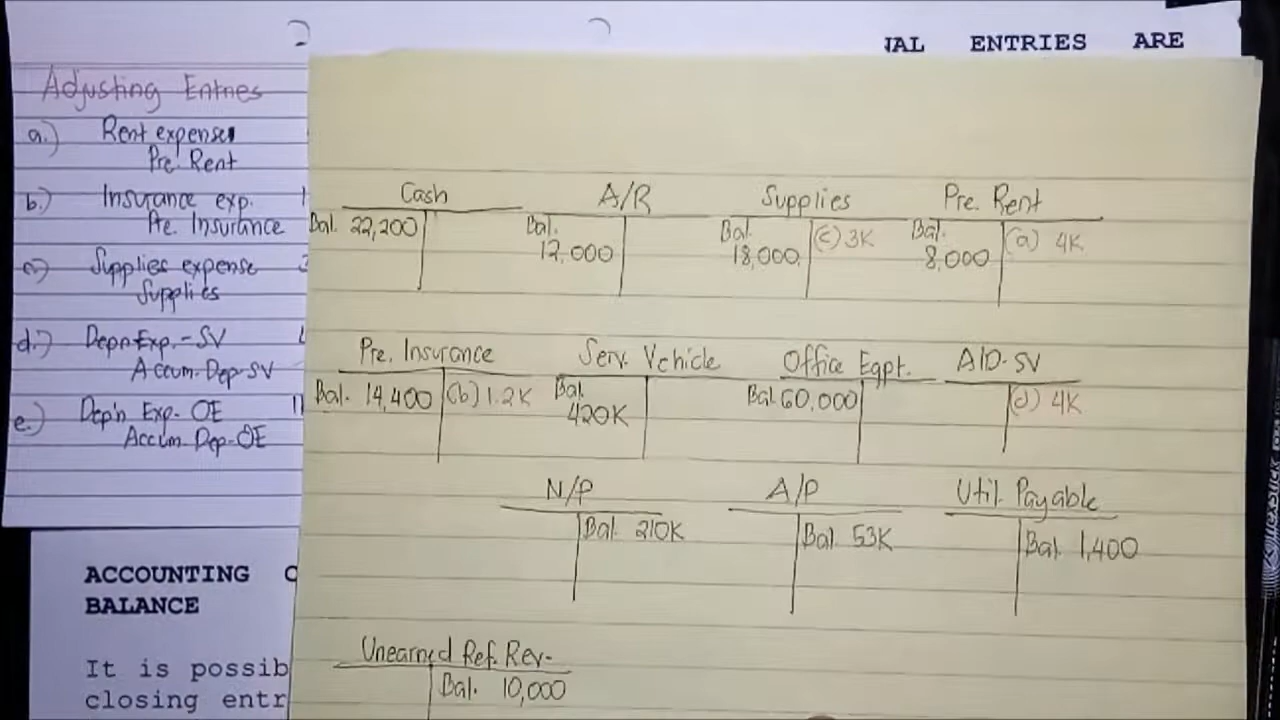 JAL ENTRIES ARE
Adjusting Entries
a.) Rent expense
Pre. Rent
b.) Insurance exp.
Pre. Insurance
c.) Supplies expense
Supplies
d.) Depn Exp. - SV
Accum. Dep-SV
e.) Dep'n Exp- OE
Accum. Dep-OE
Cash A/R Supplies Pre. Rent
Bal. 22,200 Bal. 12,000 Bal. 18,000 (c) 3K Bal. 8,000 (a) 4K
Pre. Insurance Serv. Vehicle Office Eqpt. A/D-SV
Bal. 14,400 (b) 1.2K Bal. 420K Bal. 60,000 (d) 4K
N/P A/P Util. Payable
Bal. 210K Bal. 53K Bal. 1,400
Unearned Ref. Rev-
Bal. 10,000
ACCOUNTING C
BALANCE
It is possib
closing entr